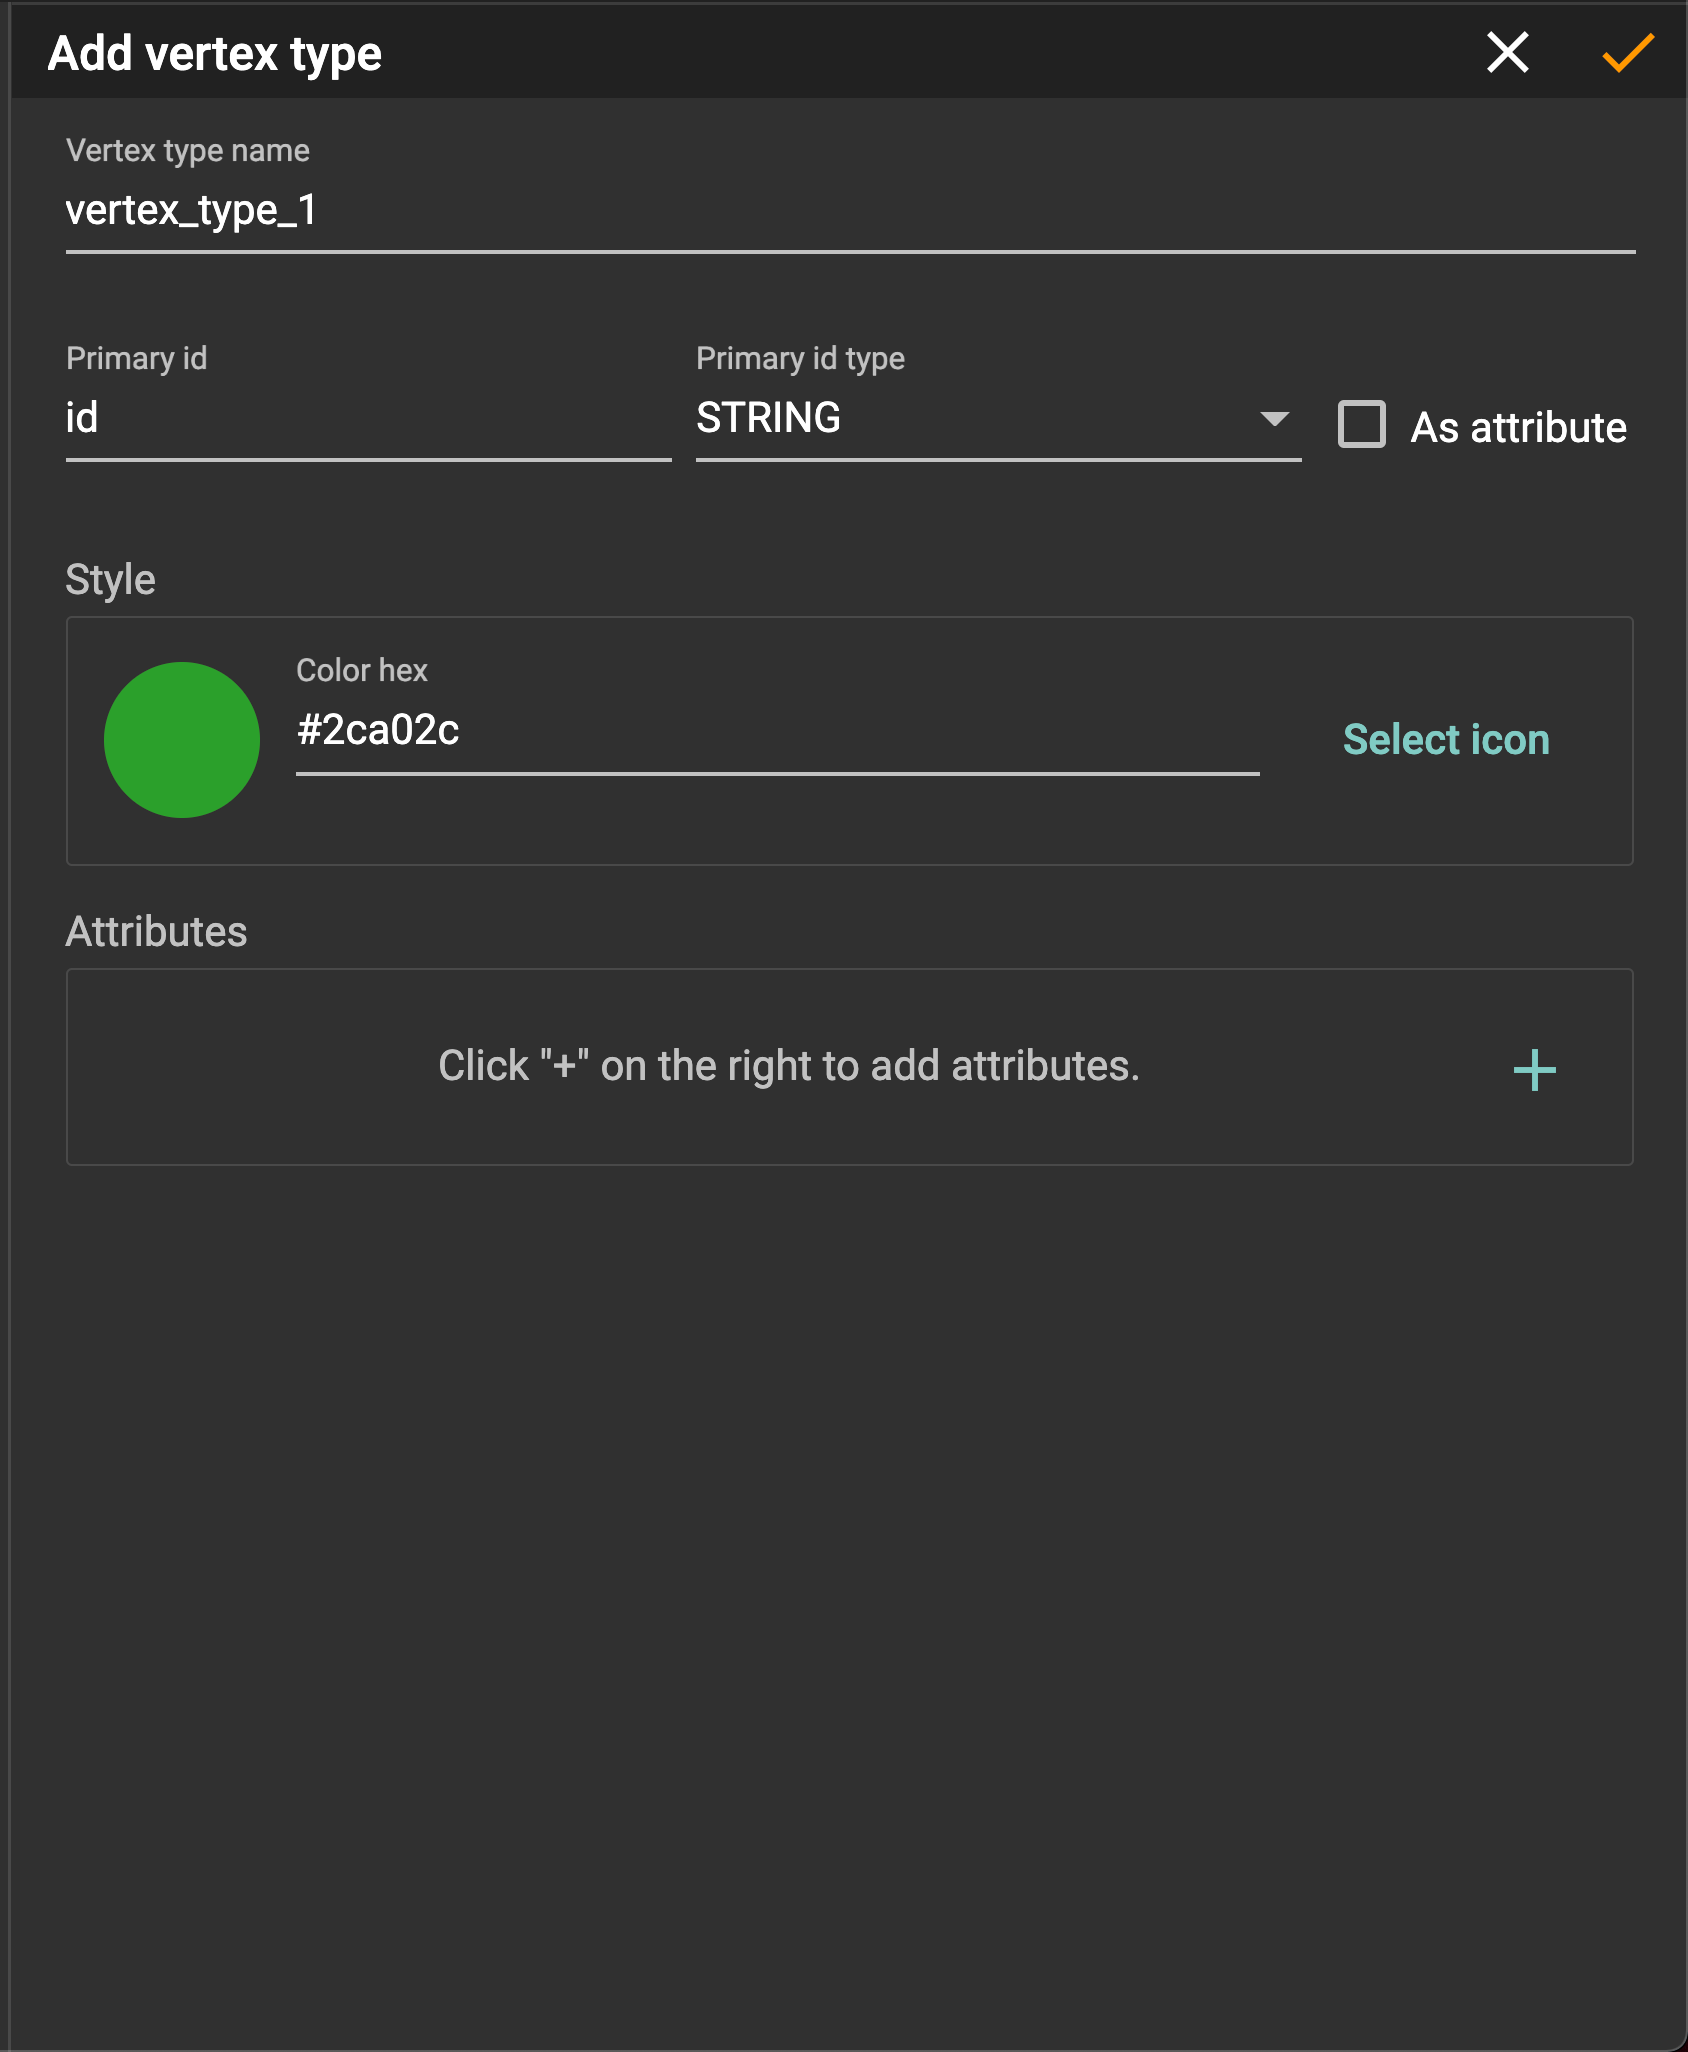 Add vertex type
Vertex type name
vertex_type_1
Primary id
Primary id type
id
STRING
As attribute
Style
Color hex
#2ca02c
Select icon
Attributes
Click "+" on the right to add attributes.